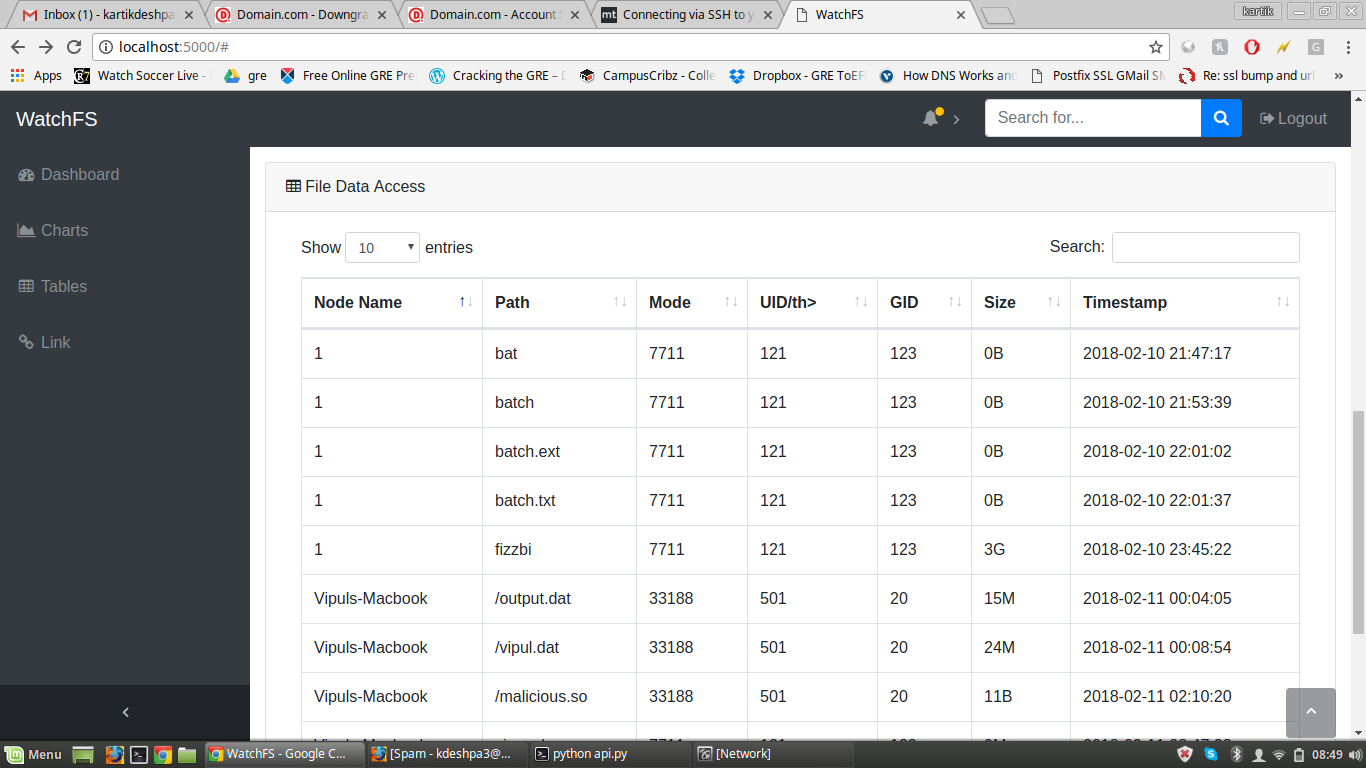 Inbox (1) - kartikdeshpa
Domain.com - Downgra
Domain.com - Account
Connecting via SSH to y
WatchFS
kartik
localhost:5000/#
Apps
Watch Soccer Live -
gre
Free Online GRE Pre
Cracking the GRE –
CampusCribz - Colle
Dropbox - GRE ToEF
How DNS Works an
Postfix SSL GMail SM
Re: ssl bump and url
»
WatchFS
Search for...
Logout
Dashboard
Charts
Tables
Link
File Data Access
Show 10 entries
Search:
Node Name Path Mode UID/th> GID Size Timestamp
1 bat 7711 121 123 0B 2018-02-10 21:47:17
1 batch 7711 121 123 0B 2018-02-10 21:53:39
1 batch.ext 7711 121 123 0B 2018-02-10 22:01:02
1 batch.txt 7711 121 123 0B 2018-02-10 22:01:37
1 fizzbi 7711 121 123 3G 2018-02-10 23:45:22
Vipuls-Macbook /output.dat 33188 501 20 15M 2018-02-11 00:04:05
Vipuls-Macbook /vipul.dat 33188 501 20 24M 2018-02-11 00:08:54
Vipuls-Macbook /malicious.so 33188 501 20 11B 2018-02-11 02:10:20
Menu
WatchFS - Google C...
[Spam - kdeshpa3@...
python api.py
[Network]
08:49